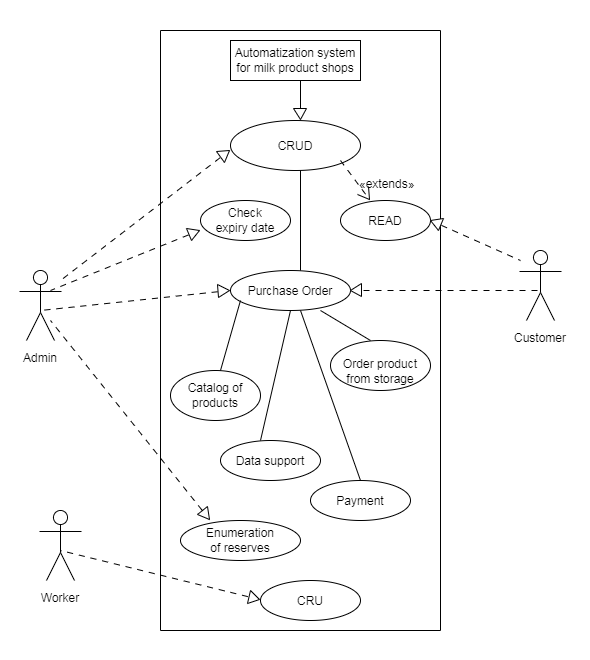 Automatization system
for milk product shops
CRUD
«extends»
Check
expiry date
READ
Purchase Order
Admin
Customer
Order product
from storage
Catalog of
products
Data support
Payment
Enumeration
of reserves
Worker
CRU